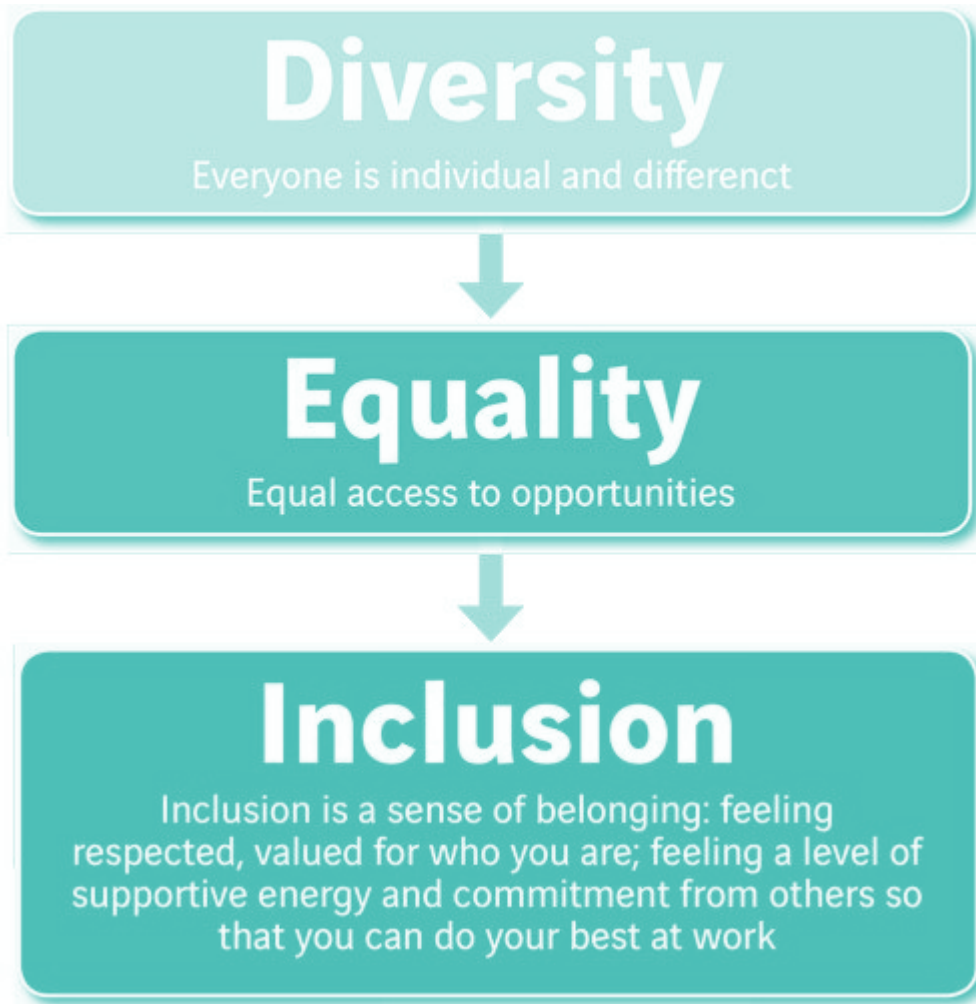 Diversity
Everyone is individual and differenct
Equality
Equal access to opportunities
Inclusion
Inclusion is a sense of belonging: feeling
respected, valued for who you are; feeling a level of
supportive energy and commitment from others so
that you can do your best at work